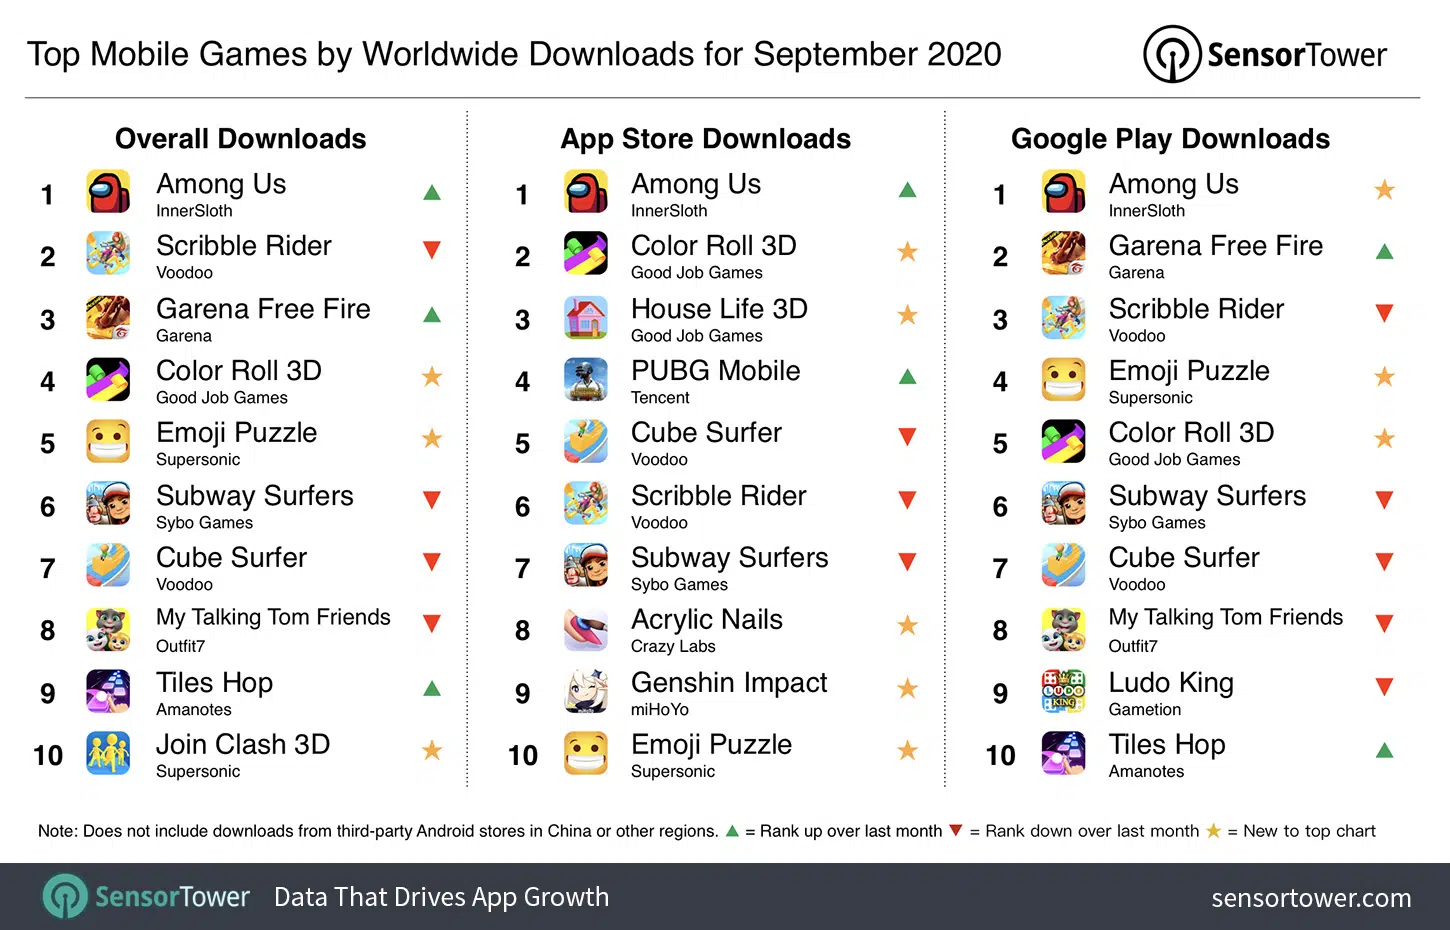 Top Mobile Games by Worldwide Downloads for September 2020
SensorTower
Overall Downloads
1
Among Us
InnerSloth
2
Scribble Rider
Voodoo
3
Garena Free Fire
Garena
4
Color Roll 3D
Good Job Games
5
Emoji Puzzle
Supersonic
6
Subway Surfers
Sybo Games
7
Cube Surfer
Voodoo
8
My Talking Tom Friends
Outfit7
9
Tiles Hop
Amanotes
10
Join Clash 3D
Supersonic
App Store Downloads
1
Among Us
InnerSloth
2
Color Roll 3D
Good Job Games
3
House Life 3D
Good Job Games
4
PUBG Mobile
Tencent
5
Cube Surfer
Voodoo
6
Scribble Rider
Voodoo
7
Subway Surfers
Sybo Games
8
Acrylic Nails
Crazy Labs
9
miHoYo
Genshin Impact
miHoYo
10
Emoji Puzzle
Supersonic
Google Play Downloads
1
Among Us
InnerSloth
2
Garena Free Fire
Garena
3
Scribble Rider
Voodoo
4
Emoji Puzzle
Supersonic
5
Color Roll 3D
Good Job Games
6
Subway Surfers
Sybo Games
7
Cube Surfer
Voodoo
8
My Talking Tom Friends
Outfit7
9
LUDO
KING
Ludo King
Gametion
10
Tiles Hop
Amanotes
Note: Does not include downloads from third-party Android stores in China or other regions. ▲ = Rank up over last month ▼ = Rank down over last month ★ = New to top chart
SensorTower Data That Drives App Growth
sensortower.com